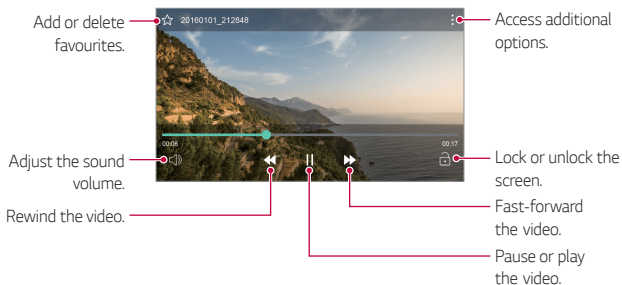 Add or delete
favourites.
20160101_212848
Access additional
options.
00:06
00:17
Adjust the sound
volume.
Lock or unlock the
screen.
Rewind the video.
Fast-forward
the video.
Pause or play
the video.